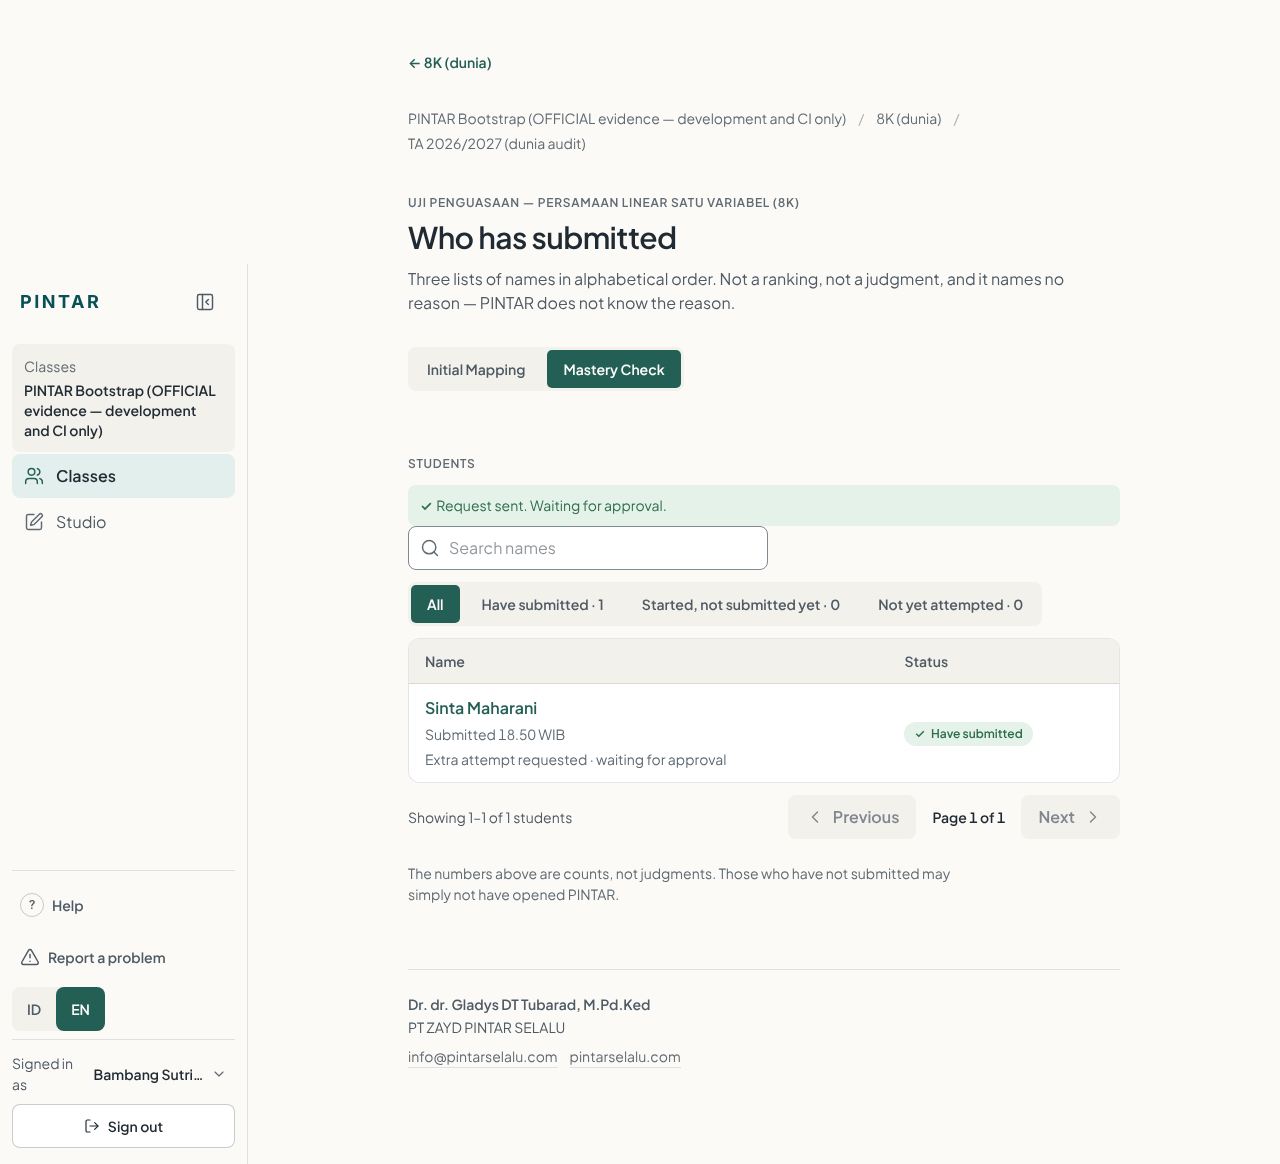 ← 8K (dunia)
PINTAR Bootstrap (OFFICIAL evidence — development and CI only) / 8K (dunia) /
TA 2026/2027 (dunia audit)
UJI PENGUASAAN — PERSAMAAN LINEAR SATU VARIABEL (8K)
Who has submitted
Three lists of names in alphabetical order. Not a ranking, not a judgment, and it names no
reason — PINTAR does not know the reason.
Initial Mapping
Mastery Check
STUDENTS
✓ Request sent. Waiting for approval.
Search names
All
Have submitted · 1
Started, not submitted yet · 0
Not yet attempted · 0
Name
Status
Sinta Maharani
Submitted 18.50 WIB
Extra attempt requested · waiting for approval
✓ Have submitted
Showing 1–1 of 1 students
Previous
Page 1 of 1
Next
The numbers above are counts, not judgments. Those who have not submitted may
simply not have opened PINTAR.
Dr. dr. Gladys DT Tubarad, M.Pd.Ked
PT ZAYD PINTAR SELALU
info@pintarselalu.com pintarselalu.com
PINTAR
Classes
PINTAR Bootstrap (OFFICIAL
evidence — development
and CI only)
Classes
Studio
? Help
Report a problem
ID
EN
Signed in
as
Bambang Sutri...
Sign out